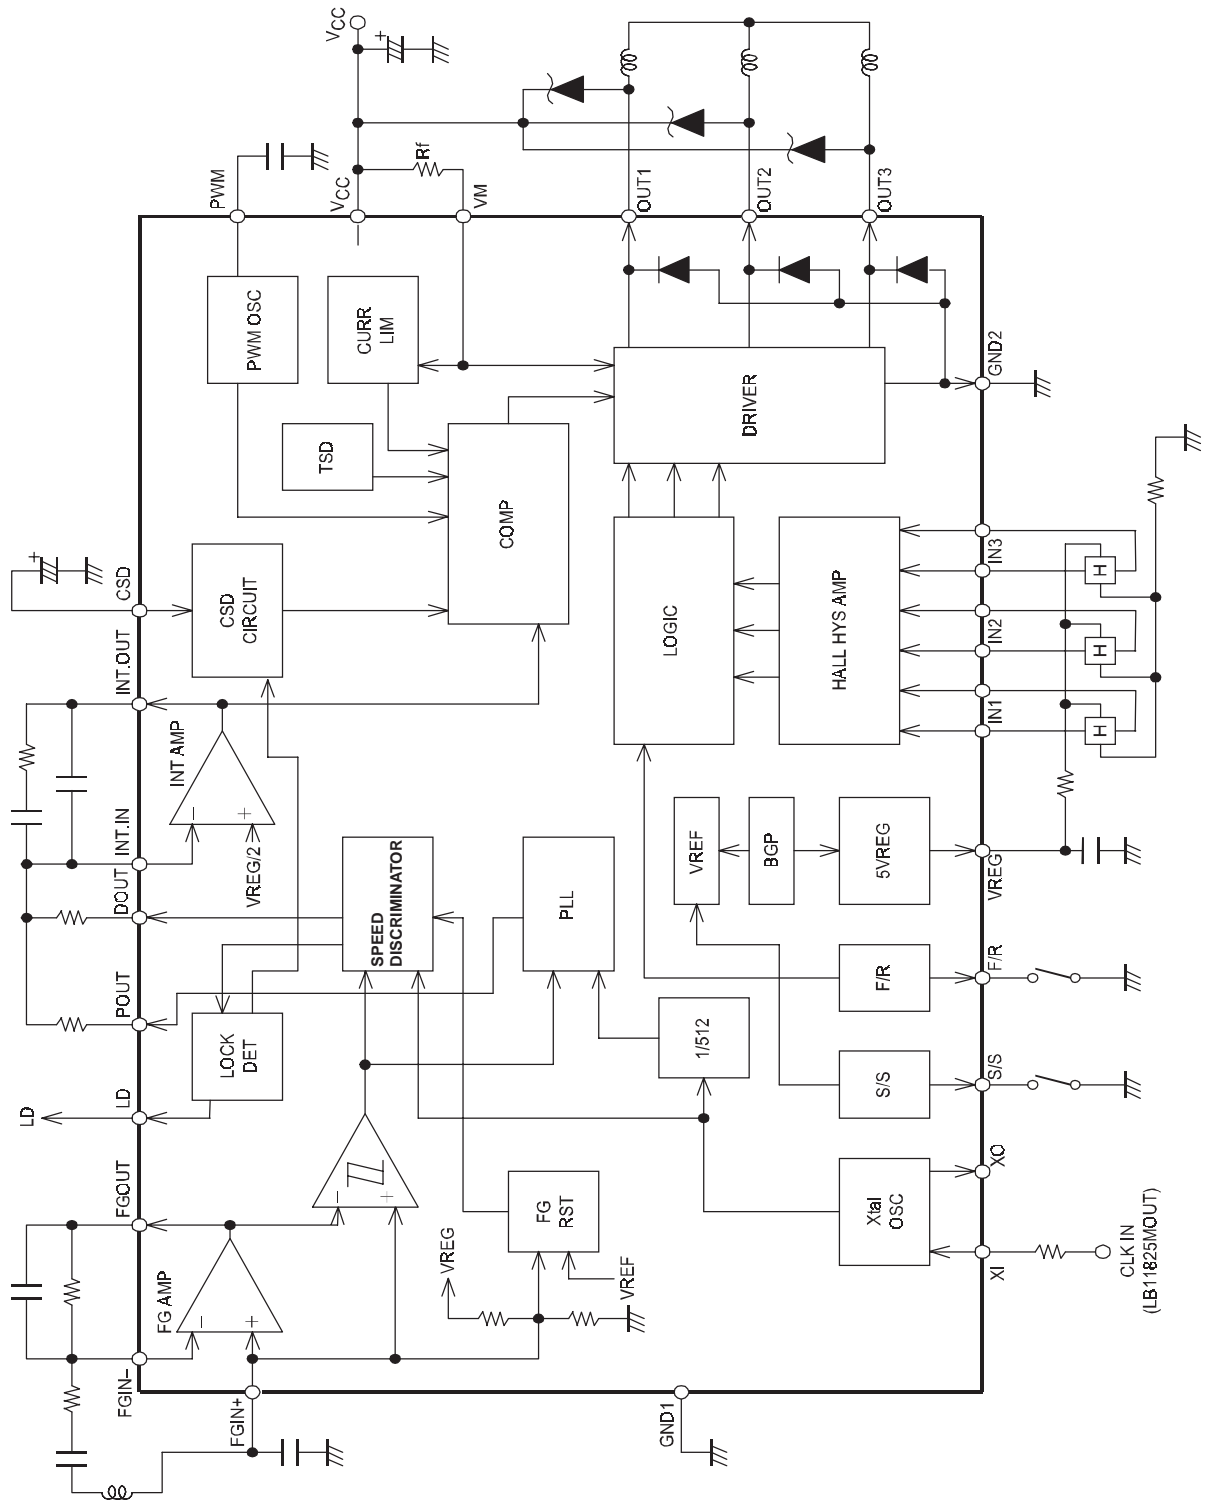 FGIN–
FGOUT
LD
LD
POUT
DOUT
INT.IN
INT.OUT
CSD
+
FGIN+
FG AMP
–
+
LOCK
DET
VREG/2
INT AMP
–
+
CSD
CIRCUIT
PWM OSC
PWM
VCC
VCC
+
–
+
SPEED
DISCRIMINATOR
TSD
CURR
LIM
Rf
VM
VREG
FG
RST
VREF
PLL
COMP
GND1
1/512
VREF
BGP
LOGIC
DRIVER
OUT1
OUT2
OUT3
Xtal
OSC
S/S
F/R
5VREG
HALL HYS AMP
XI
XO
S/S
F/R
VREG
IN1
IN2
IN3
GND2
H
H
H
CLK IN
(LB11825MOUT)